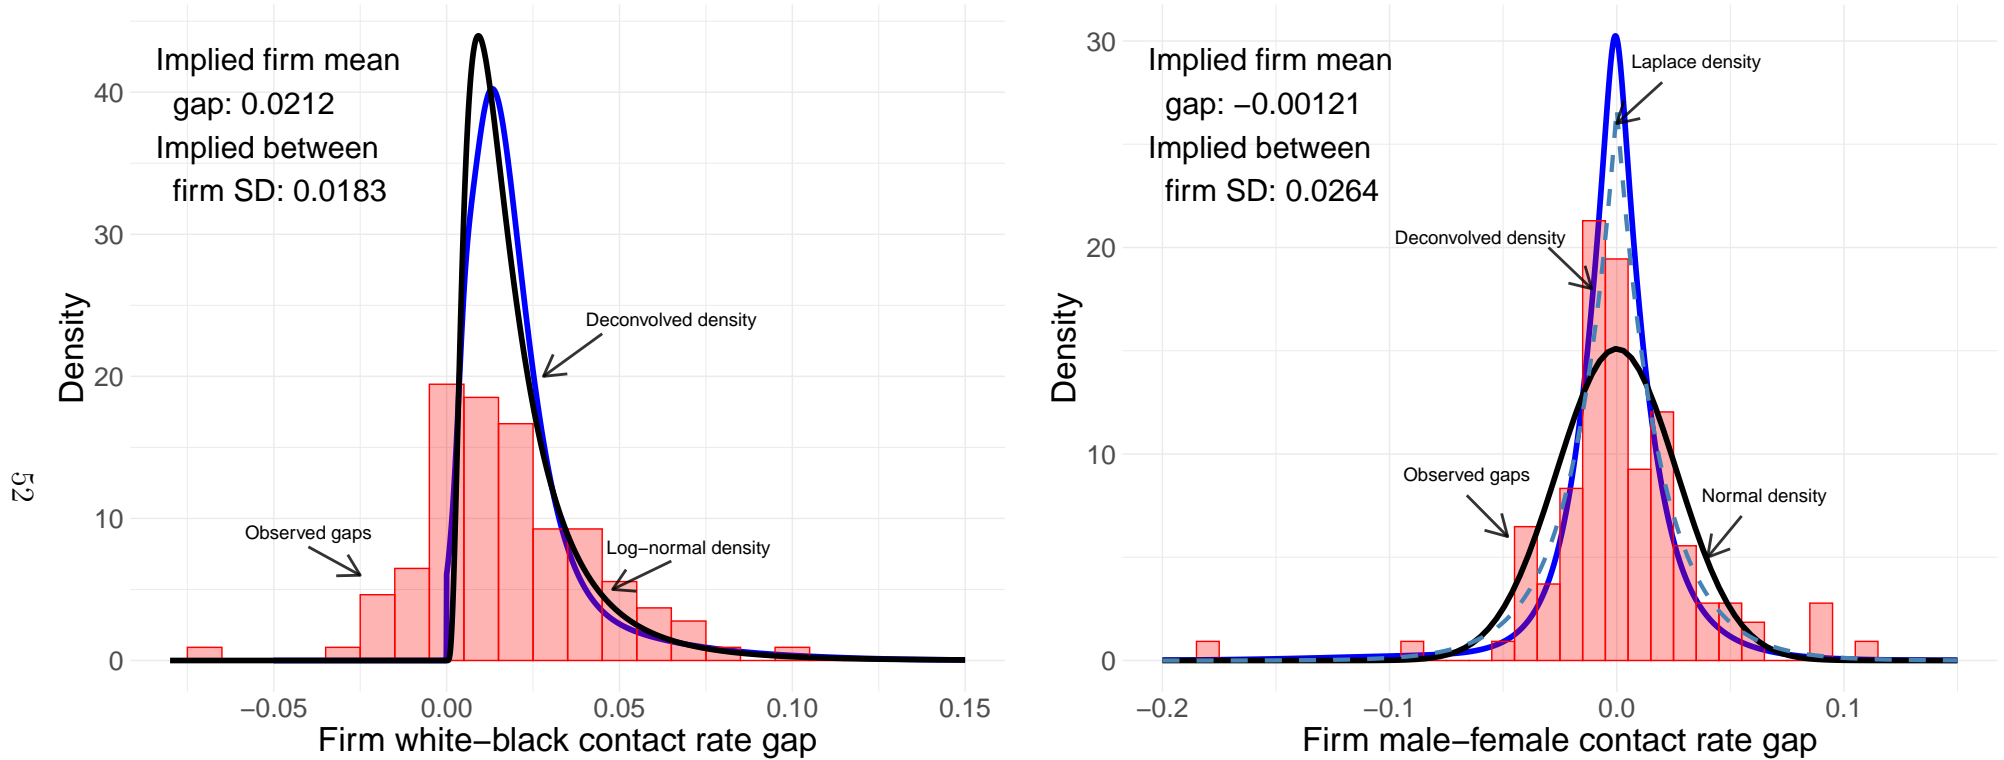 Implied firm mean
gap: 0.0212
Implied between
firm SD: 0.0183
Deconvolved density
Observed gaps
Log−normal density
Density
0
10
20
30
40
−0.05
0.00
0.05
0.10
0.15
Firm white−black contact rate gap
52
Implied firm mean
gap: −0.00121
Implied between
firm SD: 0.0264
Laplace density
Deconvolved density
Observed gaps
Normal density
Density
0
10
20
30
−0.2
−0.1
0.0
0.1
Firm male−female contact rate gap